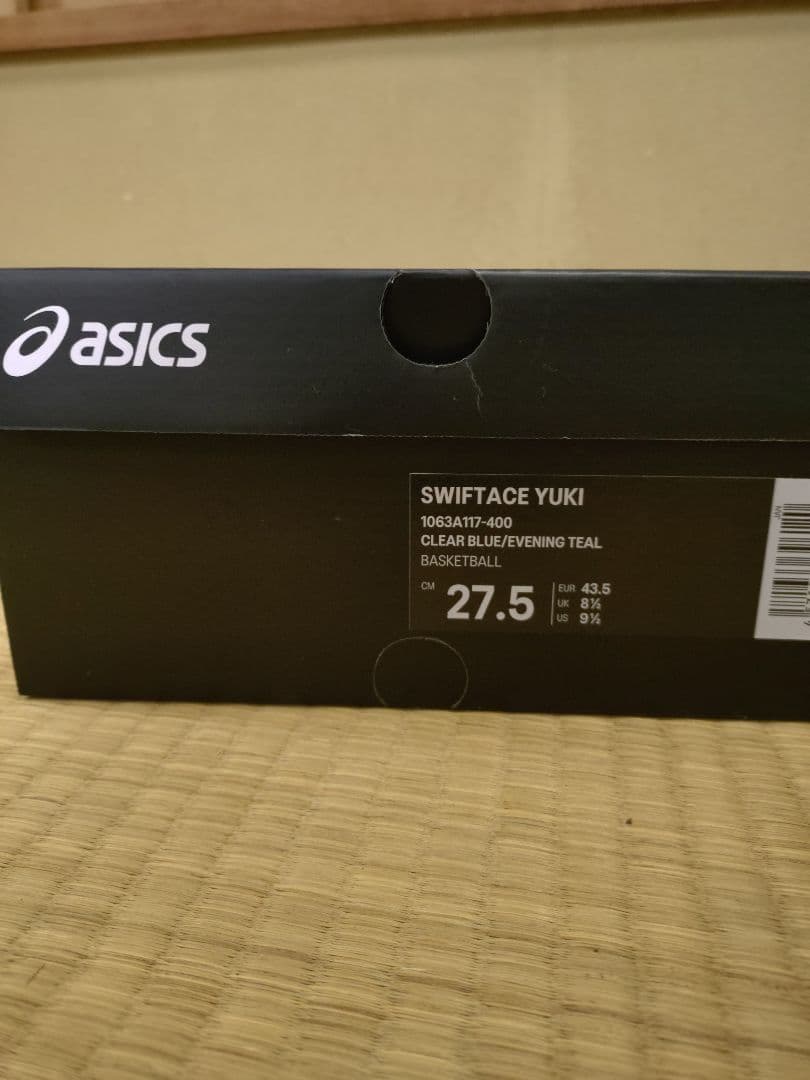 asics
SWIFTACE YUKI
1063A117-400
CLEAR BLUE/EVENING TEAL
BASKETBALL
CM 27.5
EUR 43.5
UK 8½
US 9½